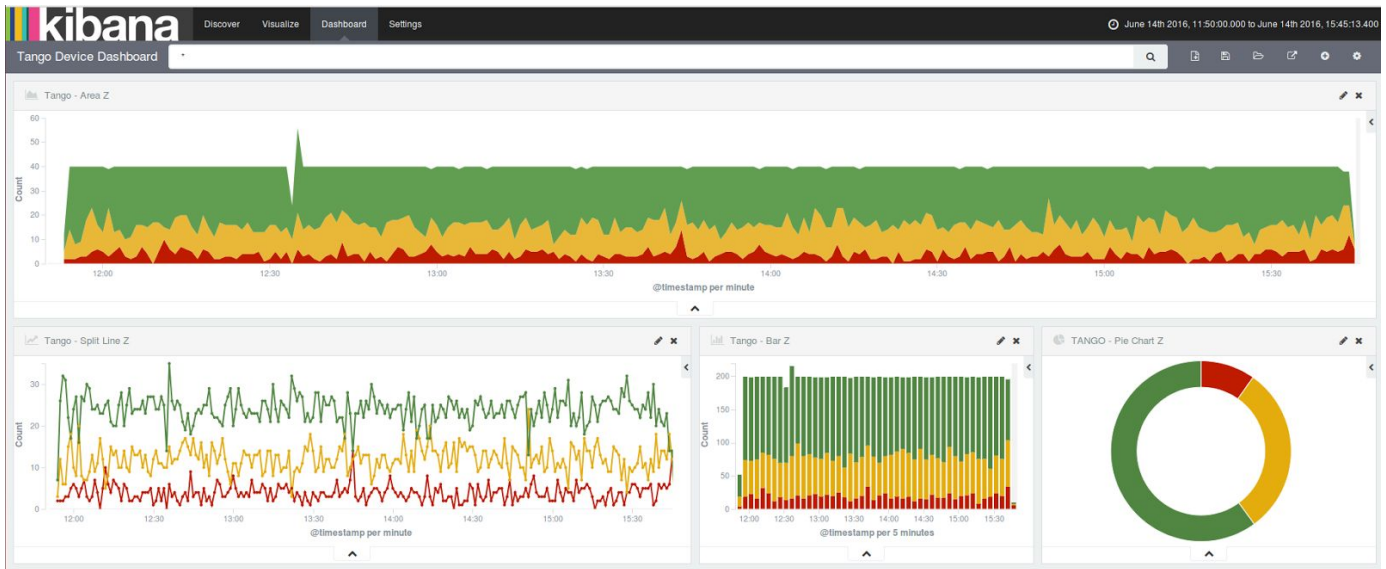 kibana Discover Visualize Dashboard Settings June 14th 2016, 11:50:00.000 to June 14th 2016, 15:45:13.400
Tango Device Dashboard *
Tango - Area Z
60
50
40
30
20
10
0
Count
12:00 12:30 13:00 13:30 14:00 14:30 15:00 15:30
@timestamp per minute
Tango - Split Line Z
30
20
10
0
Count
12:00 12:30 13:00 13:30 14:00 14:30 15:00 15:30
@timestamp per minute
Tango - Bar Z
200
150
100
50
0
Count
12:00 12:30 13:00 13:30 14:00 14:30 15:00 15:30
@timestamp per 5 minutes
TANGO - Pie Chart Z